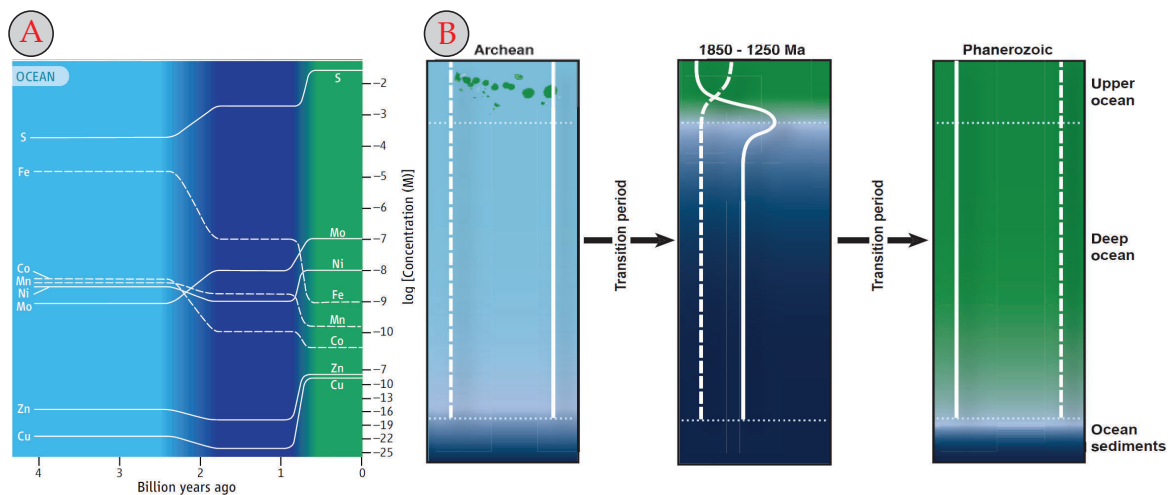 A
OCEAN
S
S
Fe
Co
Mn
Ni
Mo
Zn
Cu
Mo
Ni
Fe
Mn
Co
Zn
Cu
−2
−3
−4
−5
−6
−7
−8
−9
−10
−7
−10
−13
−16
−19
−22
−25
log [Concentration (M)]
4 3 2 1 0
Billion years ago
B
Archean
Transition period
1850 - 1250 Ma
Transition period
Phanerozoic
Upper
ocean
Deep
ocean
Ocean
sediments